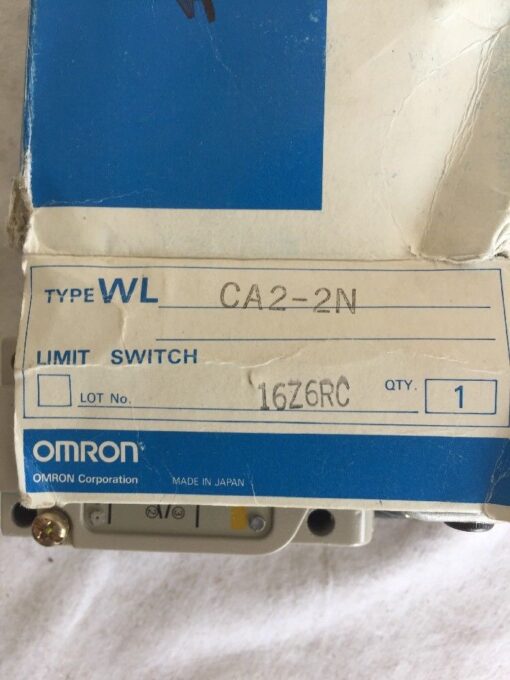 TYPE WL CA2-2N
LIMIT SWITCH
LOT No. 16Z6RC QTY. 1
OMRON
OMRON Corporation MADE IN JAPAN